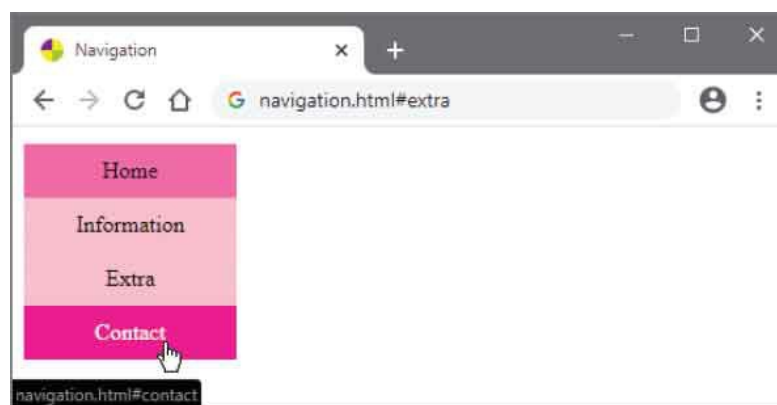 Navigation
navigation.html#extra
Home
Information
Extra
Contact
navigation.html#contact